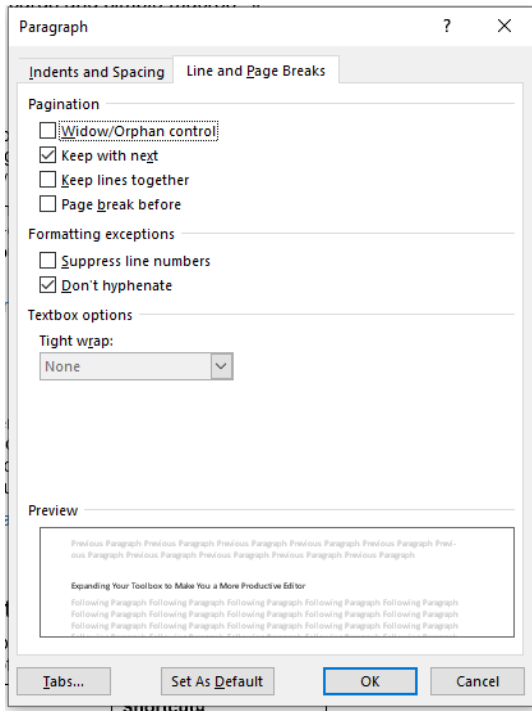 Paragraph
? ×
Indents and Spacing
Line and Page Breaks
Pagination
Widow/Orphan control
Keep with next
Keep lines together
Page break before
Formatting exceptions
Suppress line numbers
Don't hyphenate
Textbox options
Tight wrap:
None
Preview
Previous Paragraph Previous Paragraph Previous Paragraph Previous Paragraph Previous Paragraph Previ-
ous Paragraph Previous Paragraph Previous Paragraph Previous Paragraph Previous Paragraph
Expanding Your Toolbox to Make You a More Productive Editor
Following Paragraph Following Paragraph Following Paragraph Following Paragraph Following Paragraph
Following Paragraph Following Paragraph Following Paragraph Following Paragraph Following Paragraph
Following Paragraph Following Paragraph Following Paragraph Following Paragraph Following Paragraph
Tabs...
Set As Default
OK
Cancel